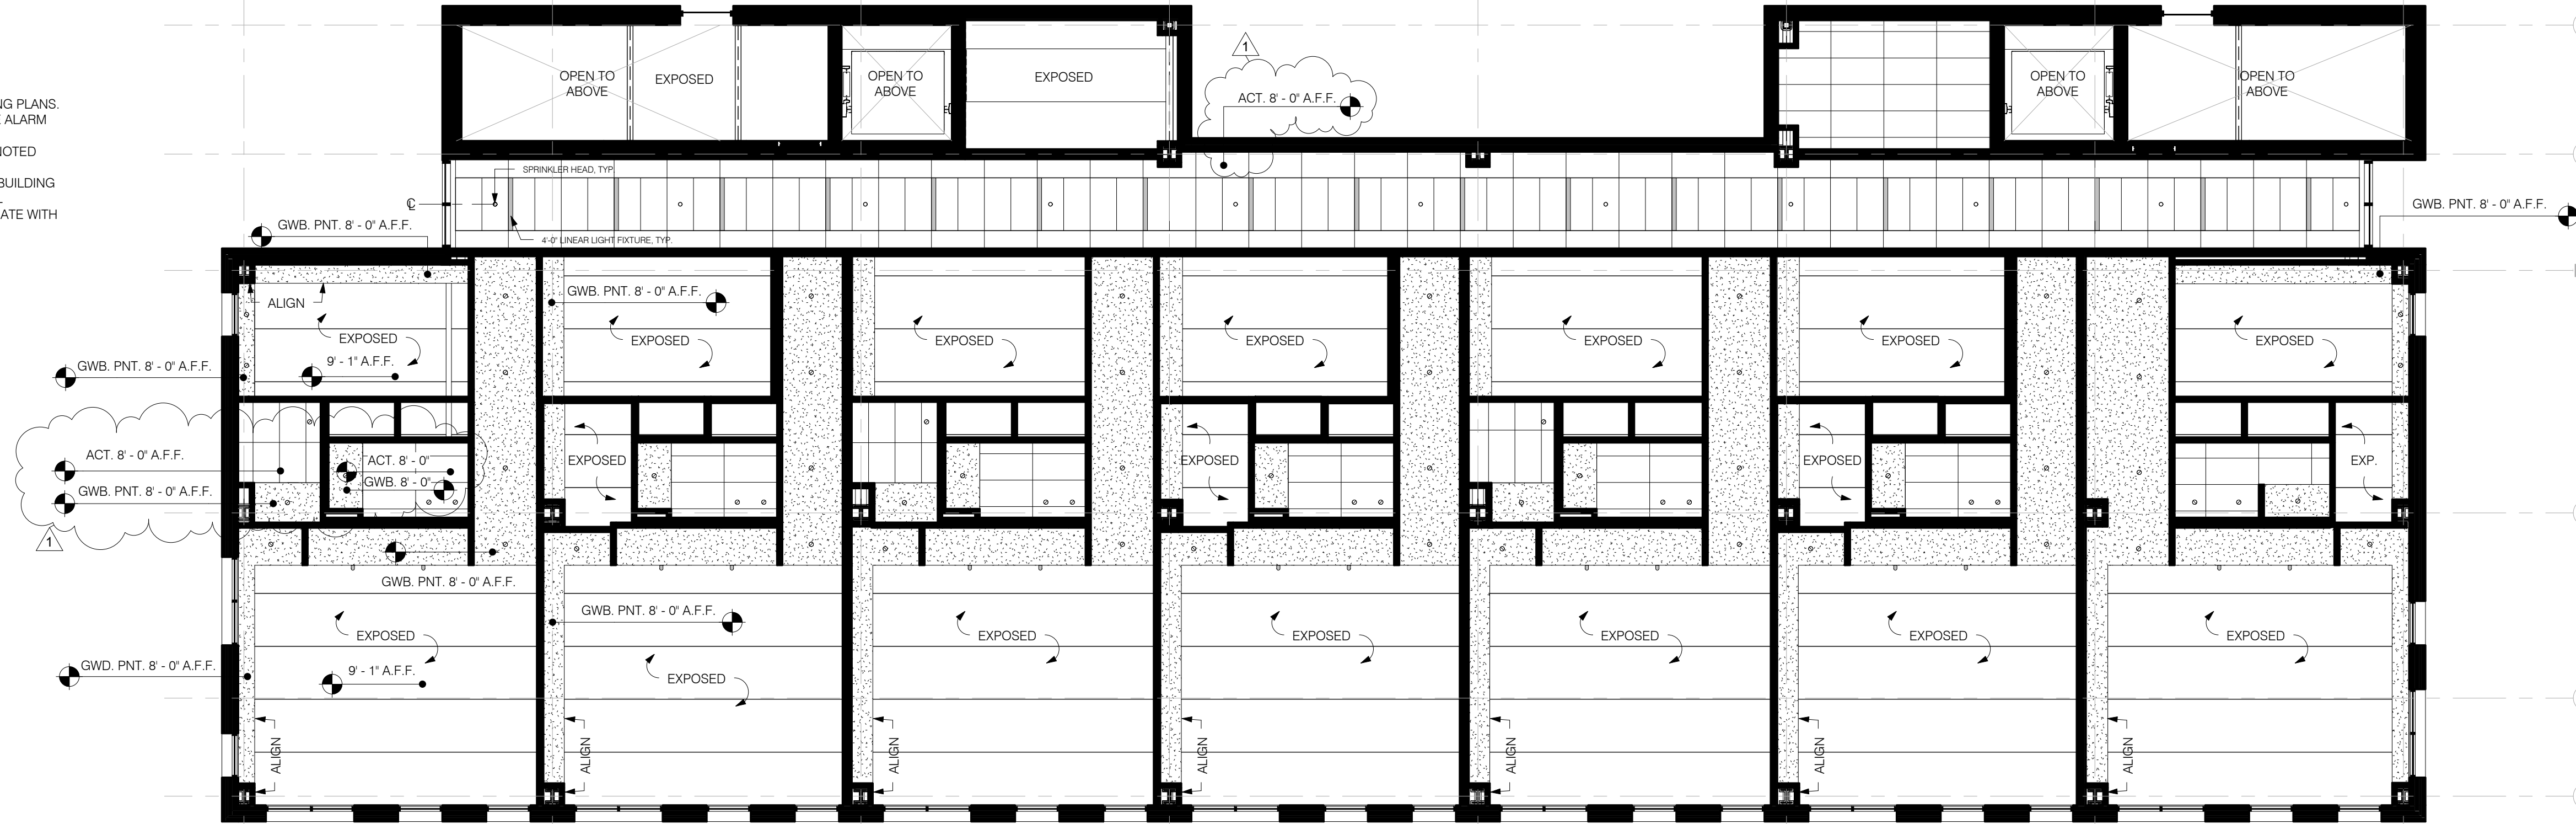 NG PLANS.
ALARM
NOTED
BUILDING
ATE WITH
OPEN TO
ABOVE
EXPOSED
OPEN TO
ABOVE
EXPOSED
1
ACT. 8' - 0" A.F.F.
OPEN TO
ABOVE
OPEN TO
ABOVE
SPRINKLER HEAD, TYP.
4'-0" LINEAR LIGHT FIXTURE, TYP.
CL
GWB. PNT. 8' - 0" A.F.F.
GWB. PNT. 8' - 0" A.F.F.
ALIGN
EXPOSED
9' - 1" A.F.F.
GWB. PNT. 8' - 0" A.F.F.
EXPOSED
EXPOSED
EXPOSED
EXPOSED
EXPOSED
EXPOSED
GWB. PNT. 8' - 0" A.F.F.
ACT. 8' - 0" A.F.F.
GWB. PNT. 8' - 0" A.F.F.
1
ACT. 8' - 0"
GWB. 8' - 0"
EXPOSED
EXPOSED
EXPOSED
EXP.
GWB. PNT. 8' - 0" A.F.F.
GWB. PNT. 8' - 0" A.F.F.
EXPOSED
EXPOSED
EXPOSED
EXPOSED
EXPOSED
EXPOSED
EXPOSED
GWD. PNT. 8' - 0" A.F.F.
9' - 1" A.F.F.
ALIGN
ALIGN
ALIGN
ALIGN
ALIGN
ALIGN
ALIGN